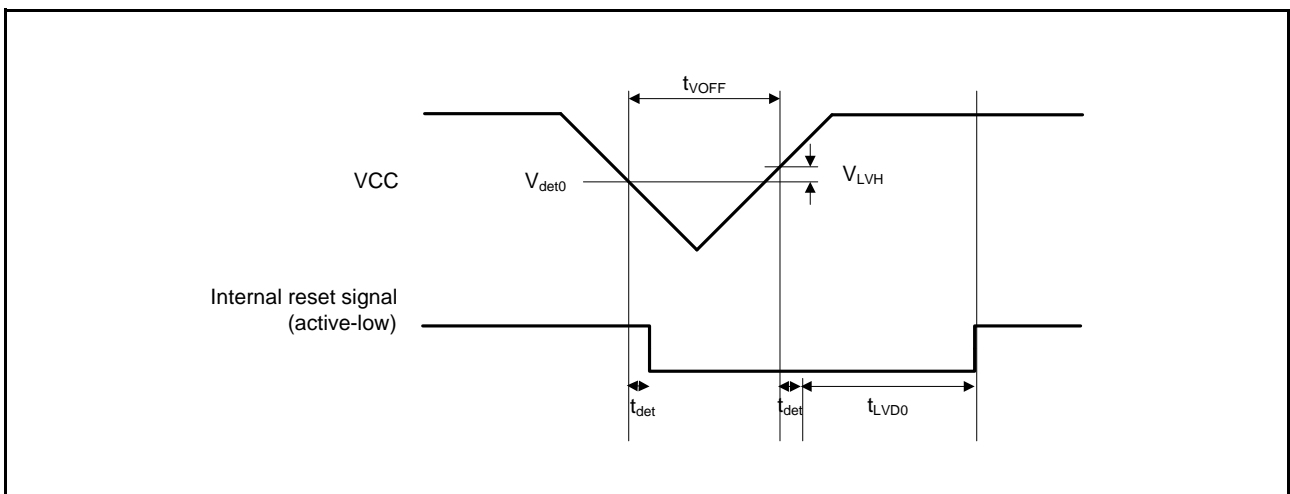 tVOFF
VCC
Vdet0
VLVH
Internal reset signal
(active-low)
tdet
tdet
tLVD0